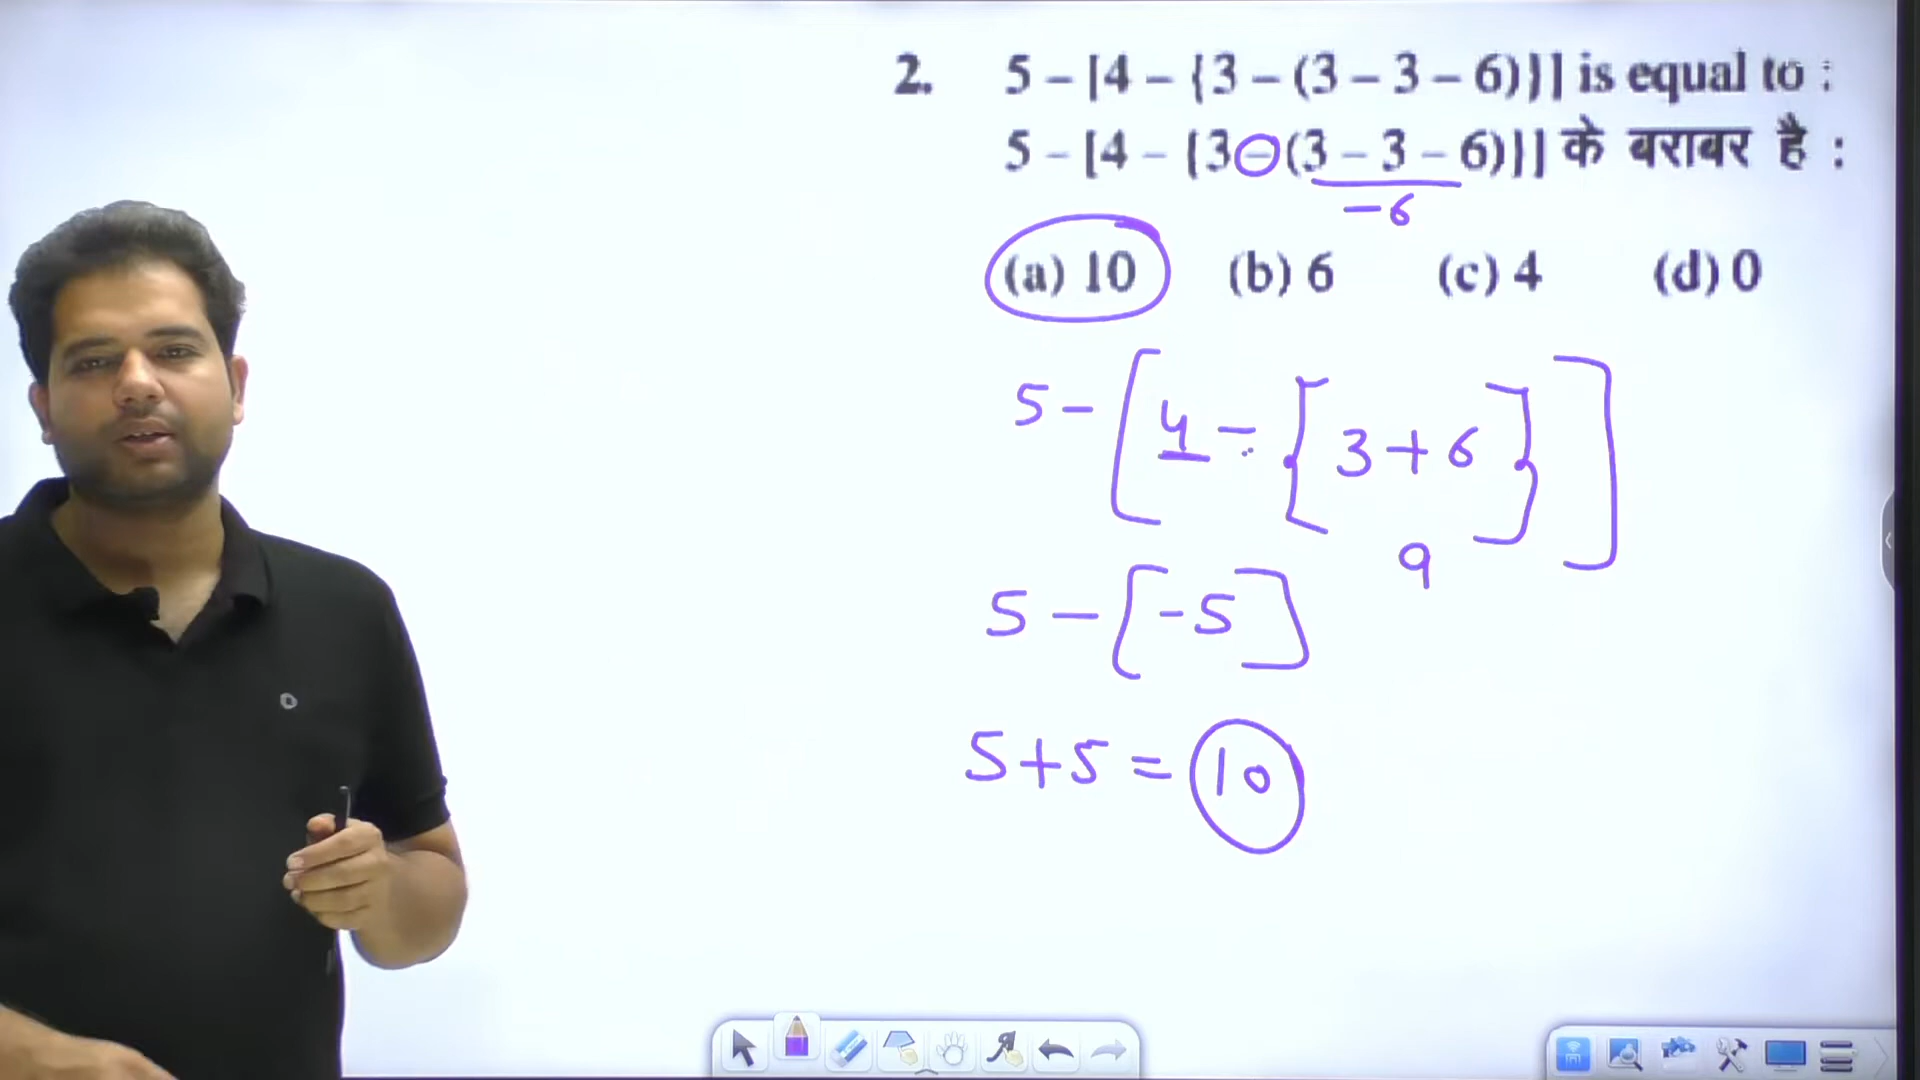 2. 5 – [4 – {3 – (3 – 3 – 6)}] is equal to :
5 – [4 – {3 – (3 – 3 – 6)}] के बराबर है :
–6
(a) 10 (b) 6 (c) 4 (d) 0
5 – [4 – {3 + 6}]
9
5 – [-5]
5 + 5 = 10